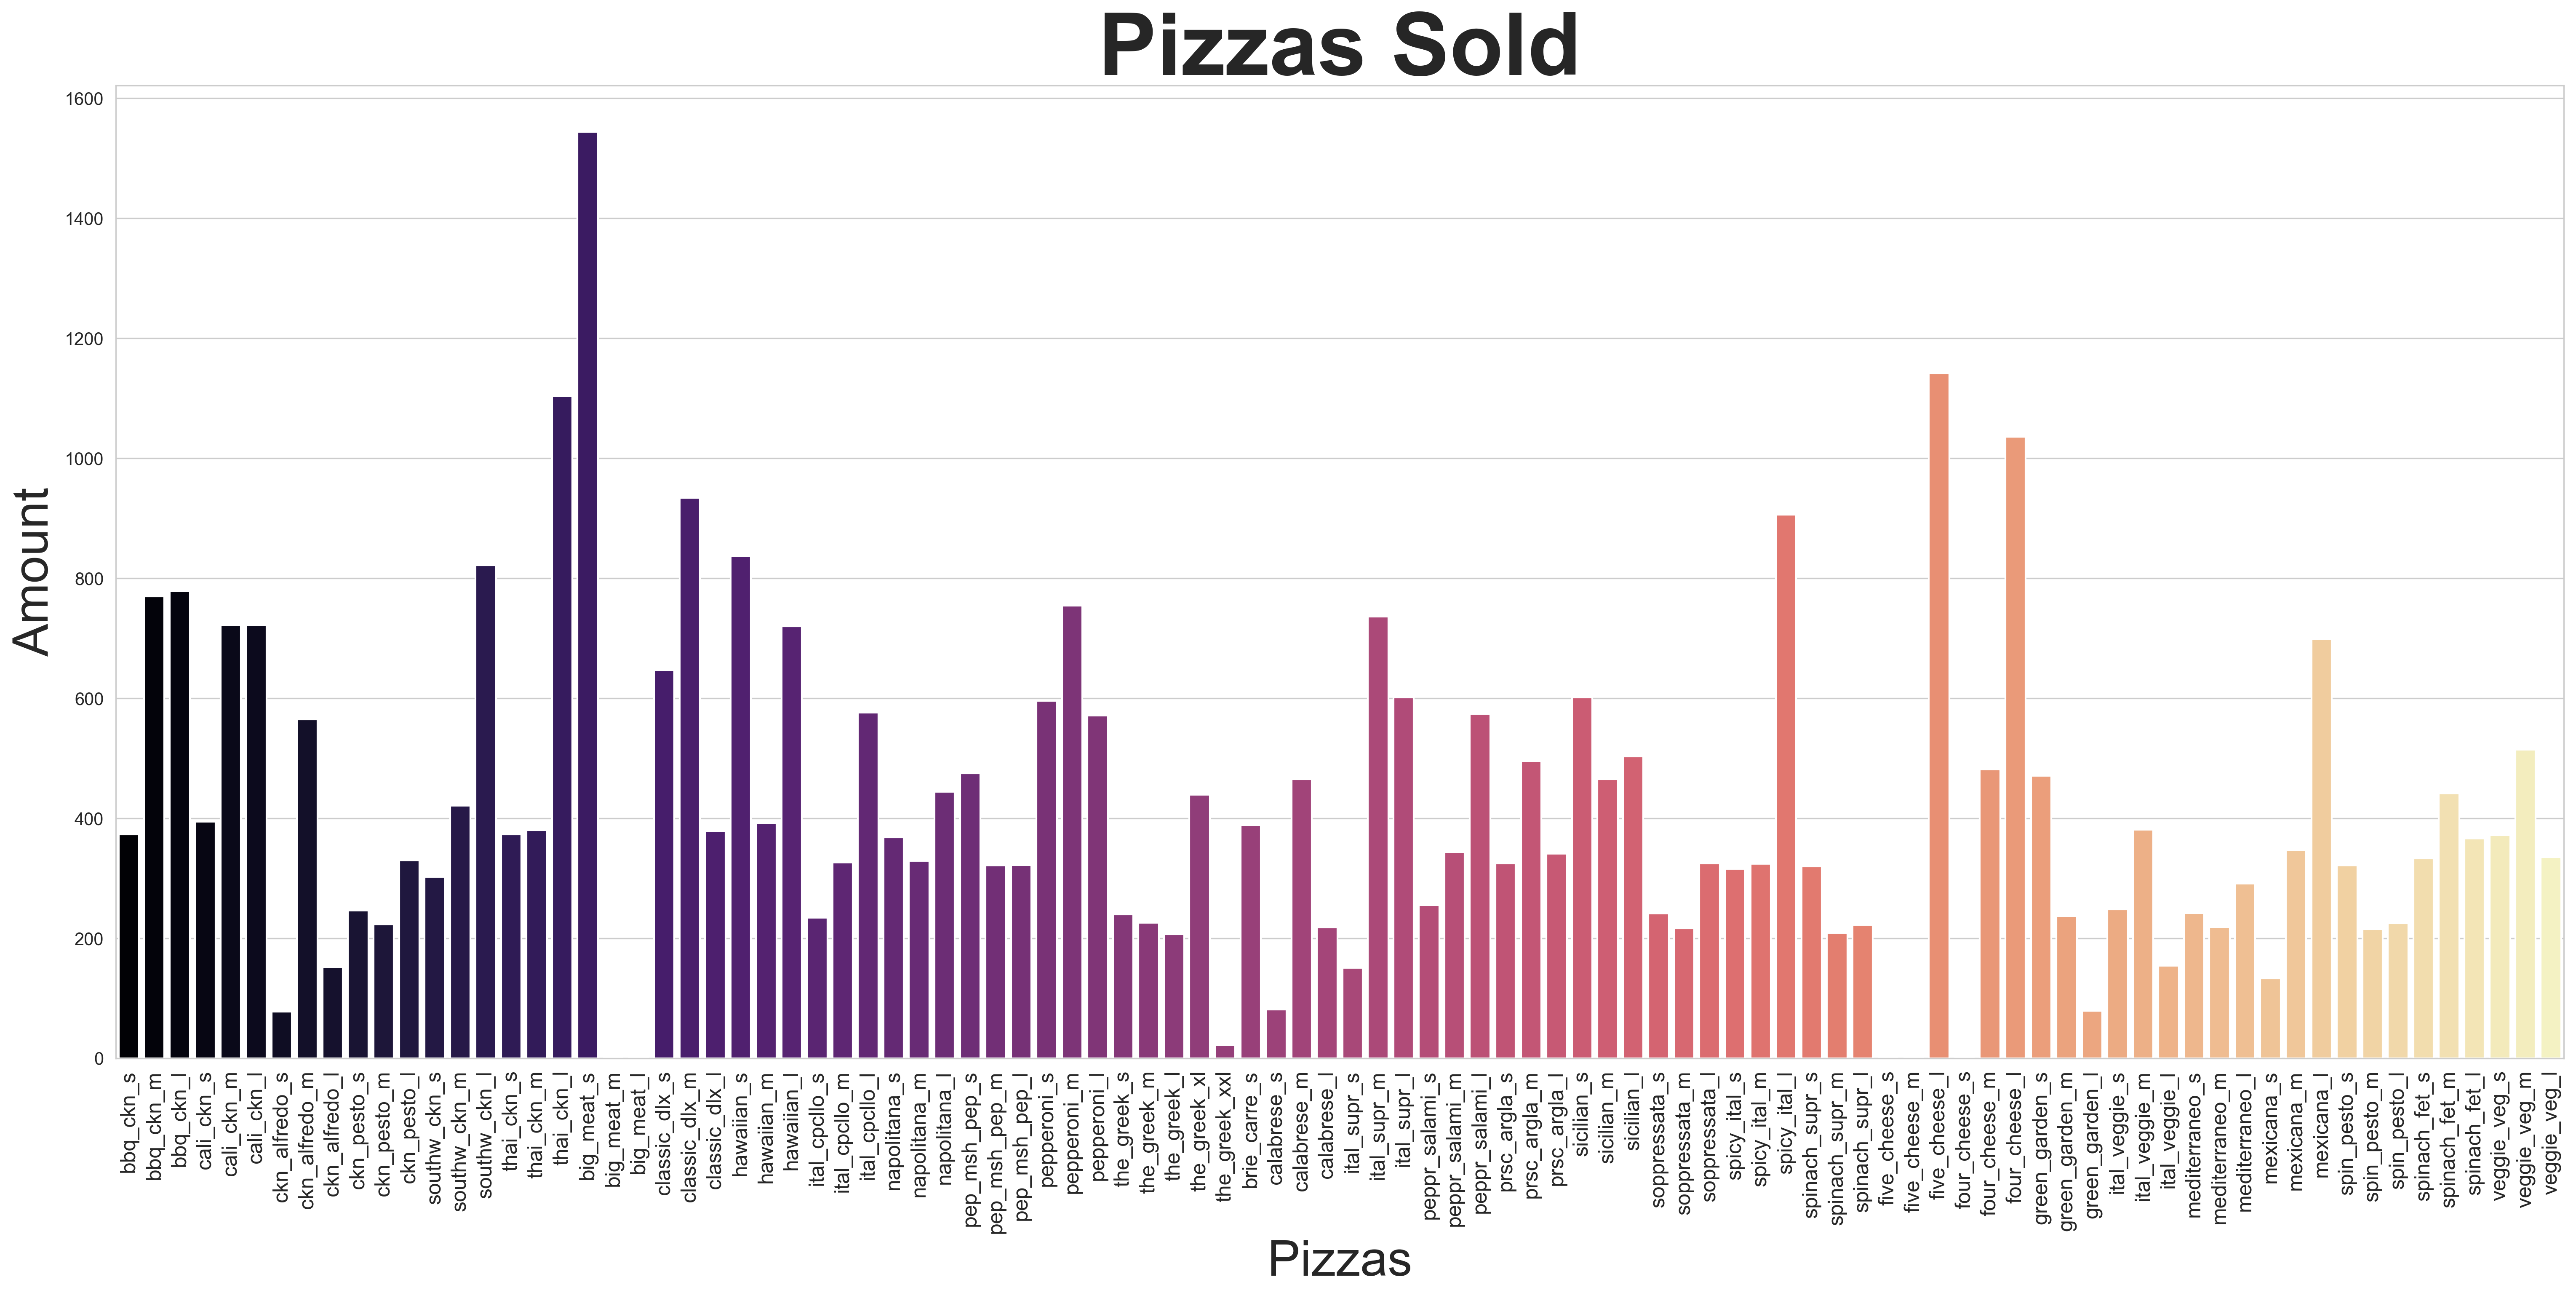 Pizzas Sold
1600
1400
1200
1000
800
600
400
200
0
Amount
bbq_ckn_s
bbq_ckn_m
bbq_ckn_l
cali_ckn_s
cali_ckn_m
cali_ckn_l
ckn_alfredo_s
ckn_alfredo_m
ckn_alfredo_l
ckn_pesto_s
ckn_pesto_m
ckn_pesto_l
southw_ckn_s
southw_ckn_m
southw_ckn_l
thai_ckn_s
thai_ckn_m
thai_ckn_l
big_meat_s
big_meat_m
big_meat_l
classic_dlx_s
classic_dlx_m
classic_dlx_l
hawaiian_s
hawaiian_m
hawaiian_l
ital_cpcllo_s
ital_cpcllo_m
ital_cpcllo_l
napolitana_s
napolitana_m
napolitana_l
pep_msh_pep_s
pep_msh_pep_m
pep_msh_pep_l
pepperoni_s
pepperoni_m
pepperoni_l
the_greek_s
the_greek_m
the_greek_l
the_greek_xl
the_greek_xxl
brie_carre_s
calabrese_s
calabrese_m
calabrese_l
ital_supr_s
ital_supr_m
ital_supr_l
peppr_salami_s
peppr_salami_m
peppr_salami_l
prsc_argla_s
prsc_argla_m
prsc_argla_l
sicilian_s
sicilian_m
sicilian_l
soppressata_s
soppressata_m
soppressata_l
spicy_ital_s
spicy_ital_m
spicy_ital_l
spinach_supr_s
spinach_supr_m
spinach_supr_l
five_cheese_s
five_cheese_m
five_cheese_l
four_cheese_s
four_cheese_m
four_cheese_l
green_garden_s
green_garden_m
green_garden_l
ital_veggie_s
ital_veggie_m
ital_veggie_l
mediterraneo_s
mediterraneo_m
mediterraneo_l
mexicana_s
mexicana_m
mexicana_l
spin_pesto_s
spin_pesto_m
spin_pesto_l
spinach_fet_s
spinach_fet_m
spinach_fet_l
veggie_veg_s
veggie_veg_m
veggie_veg_l
Pizzas